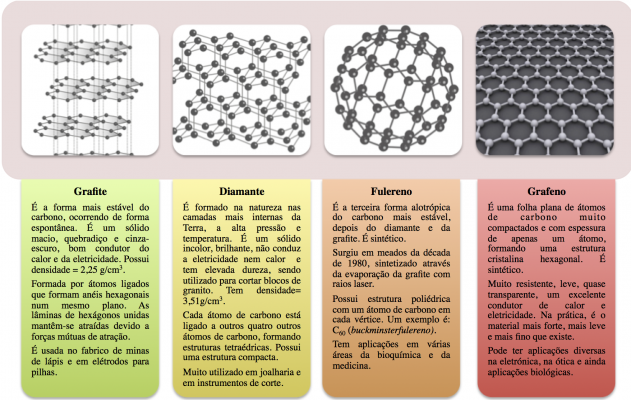 Grafite
É a forma mais estável do
carbono, ocorrendo de forma
espontânea. É um sólido
macio, quebradiço e cinza-
escuro, bom condutor do
calor e da eletricidade. Possui
densidade = 2,25 g/cm³.
Formada por átomos ligados
que formam anéis hexagonais
num mesmo plano. As
lâminas de hexágonos unidas
mantêm-se atraídas devido a
forças mútuas de atração.
É usada no fabrico de minas
de lápis e em elétrodos para
pilhas.
Diamante
É formado na natureza nas
camadas mais internas da
Terra, a alta pressão e
temperatura. É um sólido
incolor, brilhante, não conduz
a eletricidade nem calor e
tem elevada dureza, sendo
utilizado para cortar blocos de
granito. Tem densidade=
3,51g/cm³.
Cada átomo de carbono está
ligado a outros quatro outros
átomos de carbono, formando
estruturas tetraédricas. Possui
uma estrutura compacta.
Muito utilizado em joalharia e
em instrumentos de corte.
Fulereno
É a terceira forma alotrópica
do carbono mais estável,
depois do diamante e da
grafite. É sintético.
Surgiu em meados da década
de 1980, sintetizado através
da evaporação da grafite com
raios laser.
Possui estrutura poliédrica
com um átomo de carbono em
cada vértice. Um exemplo é:
C₆₀ (buckminsterfulereno).
Tem aplicações em várias
áreas da bioquímica e da
medicina.
Grafeno
É uma folha plana de átomos
de carbono muito
compactados e com espessura
de apenas um átomo,
formando uma estrutura
cristalina hexagonal. É
sintético.
Muito resistente, leve, quase
transparente, um excelente
condutor de calor e
eletricidade. Na prática, é o
material mais forte, mais leve
e mais fino que existe.
Pode ter aplicações diversas
na eletrónica, na ótica e ainda
aplicações biológicas.